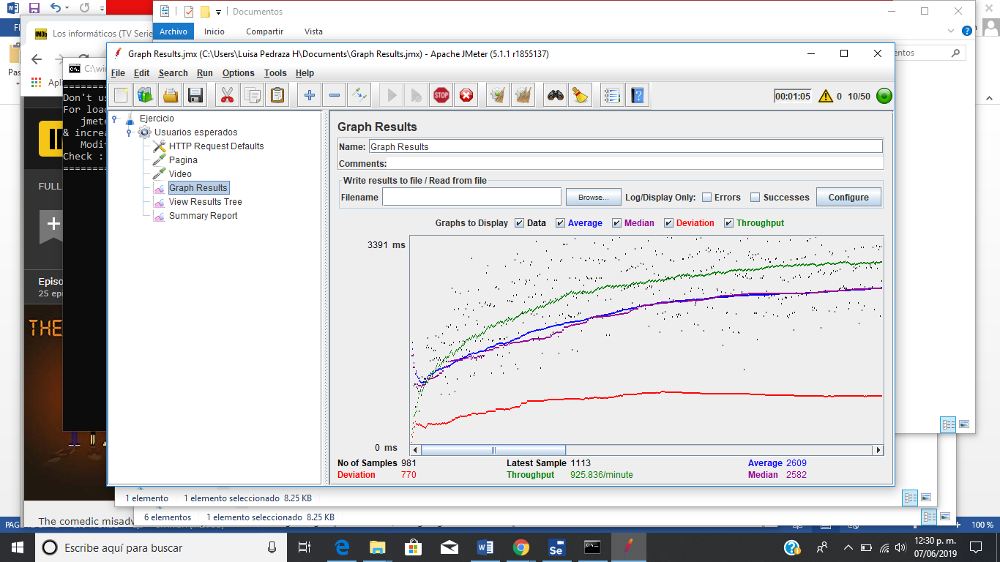 Documentos
Archivo Inicio Compartir Vista
IMDb Los informáticos (TV Serie
Graph Results.jmx (C:\Users\Luisa Pedraza H\Documents\Graph Results.jmx) - Apache JMeter (5.1.1 r1855137)
File Edit Search Run Options Tools Help
STOP
00:01:05 0 10/50
Don't us
For load
jmete
& increa
Modif
Check :
Ejercicio
Usuarios esperados
HTTP Request Defaults
Pagina
Video
Graph Results
View Results Tree
Summary Report
Graph Results
Name: Graph Results
Comments:
Write results to file / Read from file
Filename Browse... Log/Display Only: Errors Successes Configure
Graphs to Display Data Average Median Deviation Throughput
3391 ms
0 ms
No of Samples 981 Latest Sample 1113 Average 2609
Deviation 770 Throughput 925.836/minute Median 2582
FULL
Episo
25 epi
THE
The comedic misadv
1 elemento 1 elemento seleccionado 8.25 KB
6 elementos 1 elemento seleccionado 8.25 KB
100 %
Escribe aquí para buscar
Se
12:30 p. m.
07/06/2019